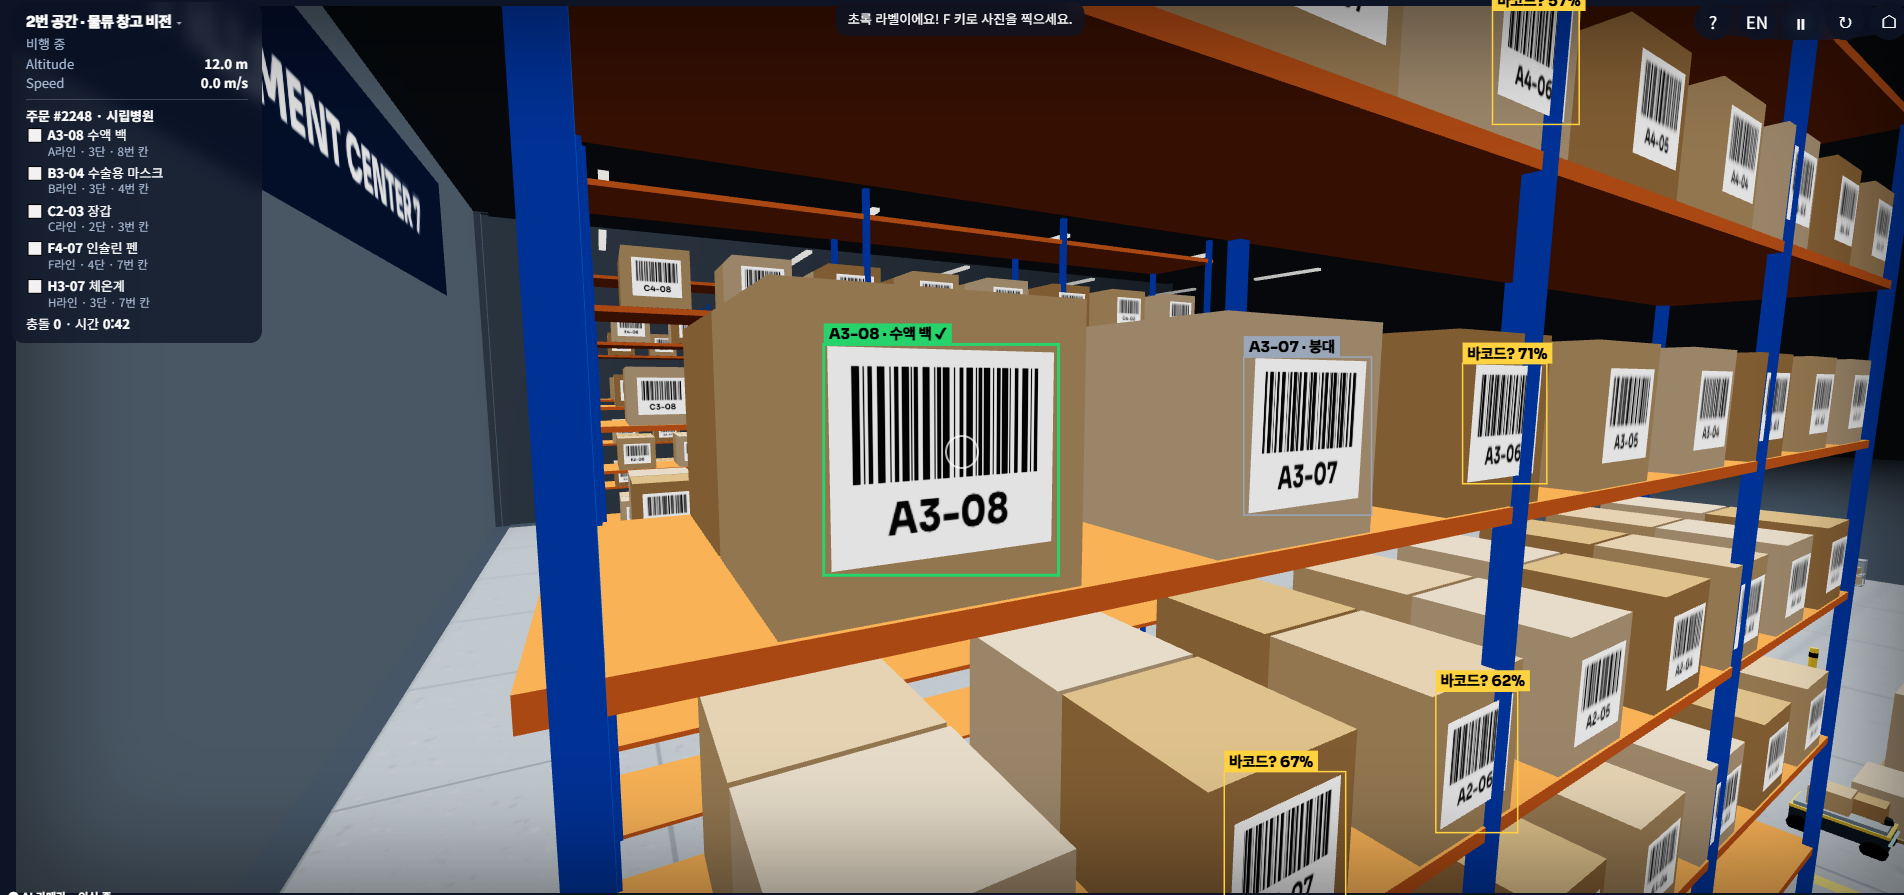 2번 공간 · 물류 창고 비전
비행 중
Altitude 12.0 m
Speed 0.0 m/s
주문 #2248 · 시립병원
A3-08 수액 백
A라인 · 3단 · 8번 칸
B3-04 수술용 마스크
B라인 · 3단 · 4번 칸
C2-03 장갑
C라인 · 2단 · 3번 칸
F4-07 인슐린 펜
F라인 · 4단 · 7번 칸
H3-07 체온계
H라인 · 3단 · 7번 칸
충돌 0 · 시간 0:42
초록 라벨이에요! F 키로 사진을 찍으세요.
? EN
MENT CENTER 7
바코드? 57%
A4-06
A4-05
A4-04
C4-08
C3-08
A3-08 · 수액 백 ✓
A3-08
A3-07 · 붕대
A3-07
바코드? 71%
A3-06
A3-05
A3-04
바코드? 62%
A2-06
A2-05
A2-04
바코드? 67%
07